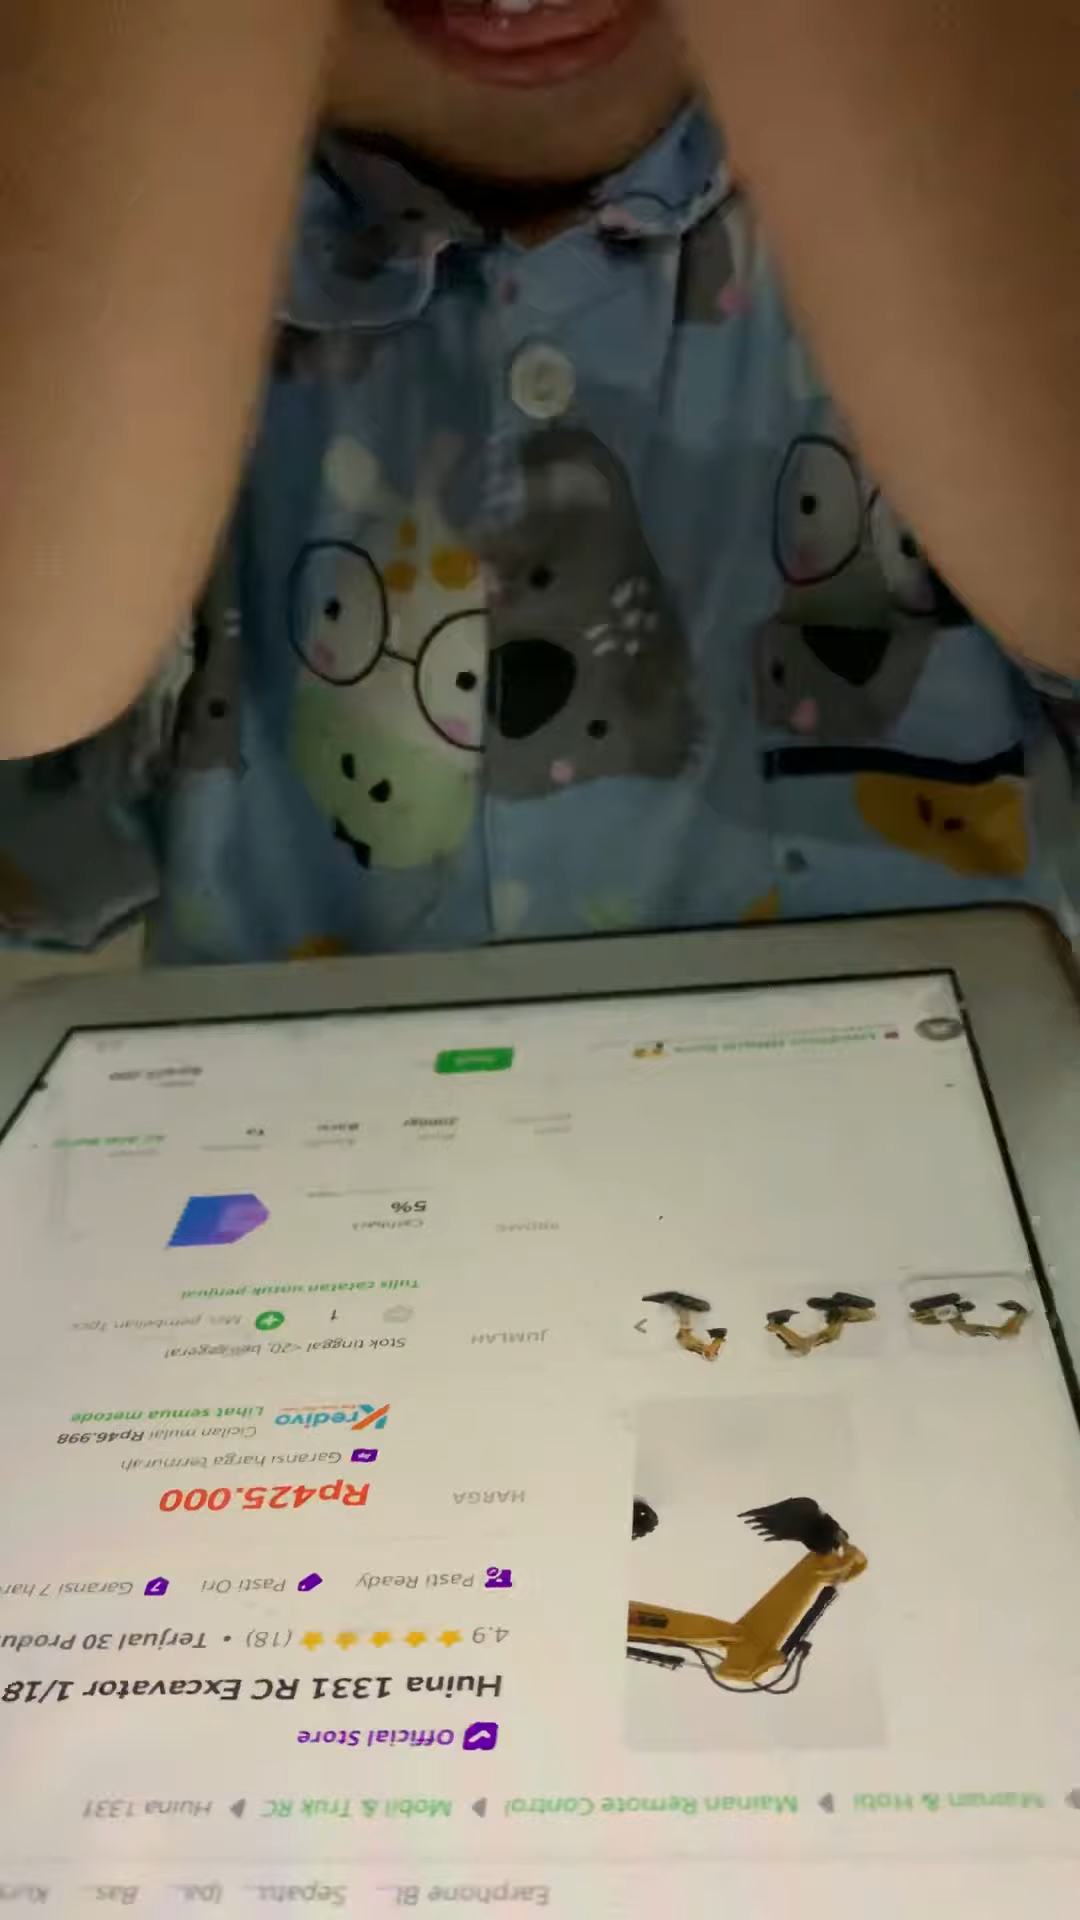 Earphone Bl... Sepatu... Ipa... Bas...
Mainan & Hobi Mainan Remote Control Mobil & Truk RC Huina 1331
Official Store
Huina 1331 RC Excavator 1/18
4.9 (18) • Terjual 30 Produ
Pasti Ready Pasti Ori Garansi 7 hari
HARGA Rp425.000
Garansi harga termurah
Cicilan mulai Rp46.998
Kredivo Lihat semua metode
JUMLAH Stok tinggal <20, beli segera!
1 Min. pembelian 1pcs
Tulis catatan untuk penjual
PROMO Cashback
5%